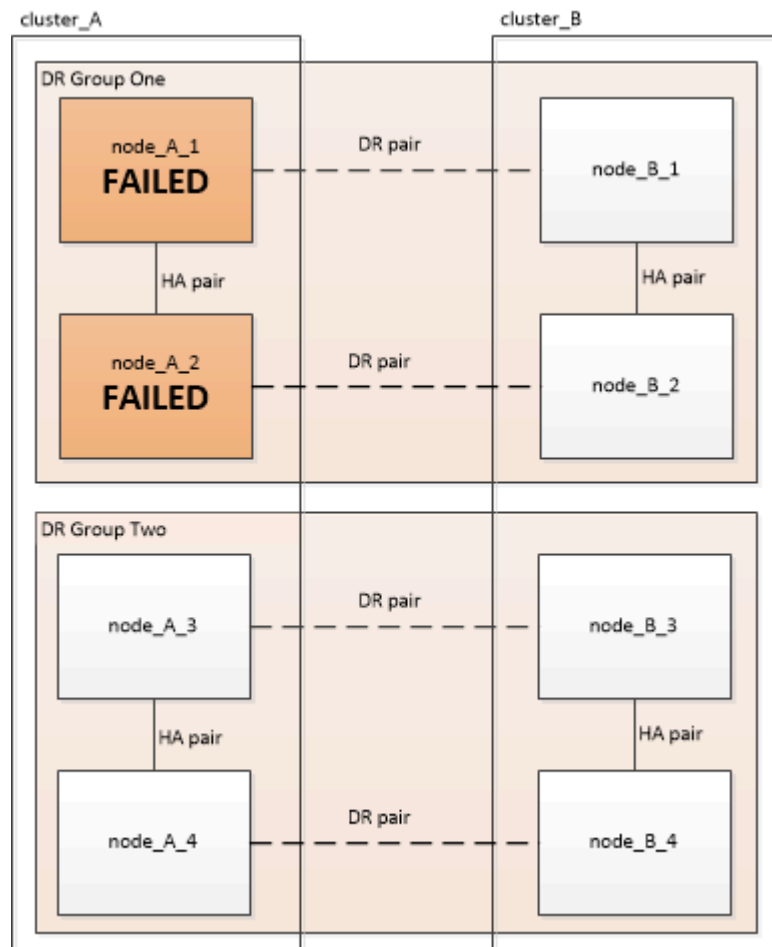 cluster_A
cluster_B
DR Group One
node_A_1
FAILED
DR pair
node_B_1
HA pair
HA pair
node_A_2
FAILED
DR pair
node_B_2
DR Group Two
node_A_3
DR pair
node_B_3
HA pair
HA pair
node_A_4
DR pair
node_B_4